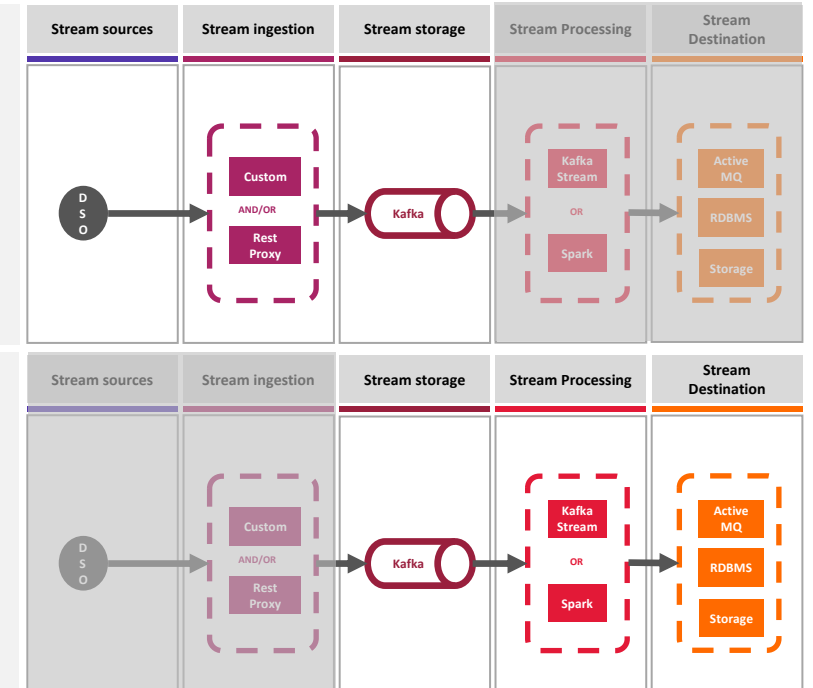 Stream sources
Stream ingestion
Stream storage
Stream Processing
Stream
Destination
D
S
O
Custom
AND/OR
Rest
Proxy
Kafka
Kafka
Stream
OR
Spark
Active
MQ
RDBMS
Storage
Stream sources
Stream ingestion
Stream storage
Stream Processing
Stream
Destination
D
S
O
Custom
AND/OR
Rest
Proxy
Kafka
Kafka
Stream
OR
Spark
Active
MQ
RDBMS
Storage